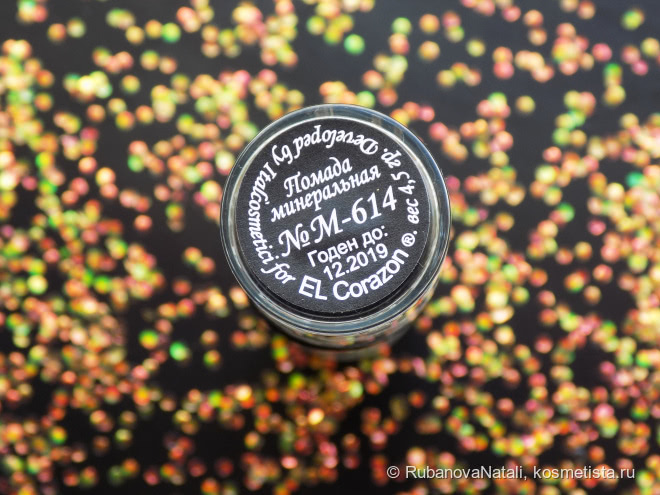 Developed by Italcosmetici for EL Corazon ®. вес 4,5 гр.
Помада
минеральная
№М-614
Годен до:
12.2019
© RubanovaNatali, kosmetista.ru